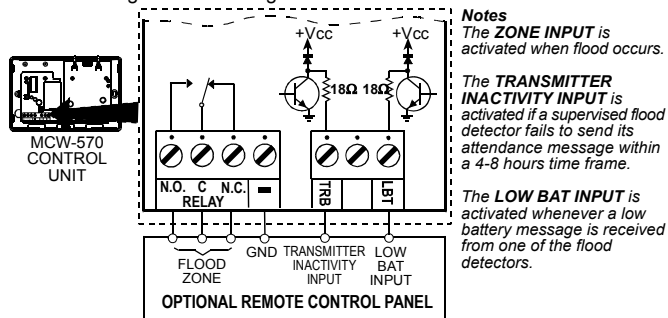 +Vcc +Vcc
18Ω 18Ω
MCW-570
CONTROL
UNIT
N.O. C N.C.
RELAY
TRB
LBT
FLOOD
ZONE
GND
TRANSMITTER
INACTIVITY
INPUT
LOW
BAT
INPUT
OPTIONAL REMOTE CONTROL PANEL
Notes
The ZONE INPUT is
activated when flood occurs.
The TRANSMITTER
INACTIVITY INPUT is
activated if a supervised flood
detector fails to send its
attendance message within
a 4-8 hours time frame.
The LOW BAT INPUT is
activated whenever a low
battery message is received
from one of the flood
detectors.